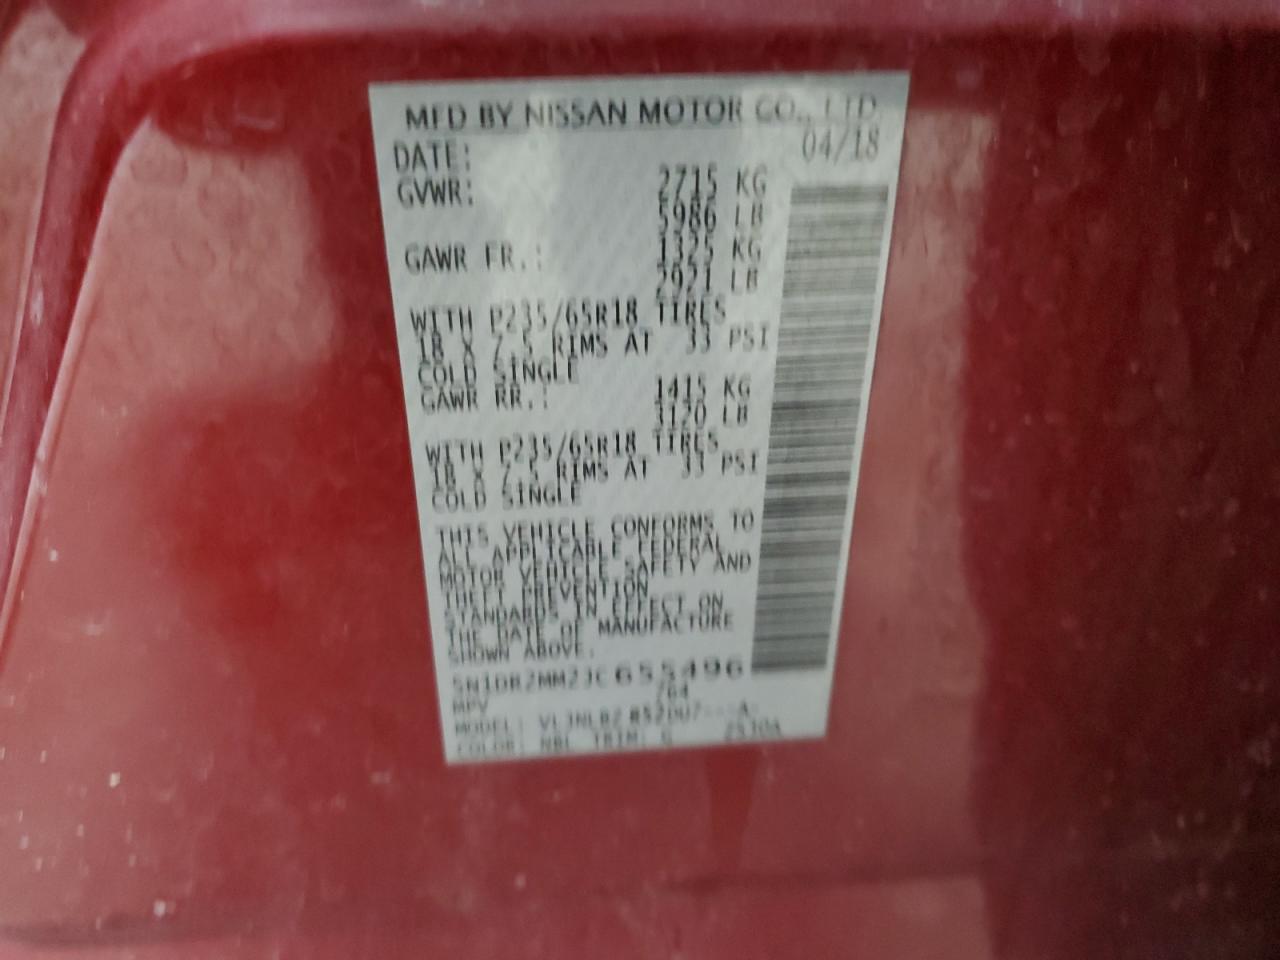 MFD BY NISSAN MOTOR CO., LTD
DATE: 04/18
GVWR: 2715 KG
5986 LB
GAWR FR.: 1325 KG
2921 LB
WITH P235/65R18 TIRES
18 X 7.5 RIMS AT 33 PSI
COLD SINGLE
GAWR RR.: 1415 KG
3120 LB
WITH P235/65R18 TIRES
18 X 7.5 RIMS AT 33 PSI
COLD SINGLE
THIS VEHICLE CONFORMS TO
ALL APPLICABLE FEDERAL
MOTOR VEHICLE SAFETY AND
THEFT PREVENTION
STANDARDS IN EFFECT ON
THE DATE OF MANUFACTURE
SHOWN ABOVE.
5N1DR2MM2JC655496
MPV 764
MODEL:
COLOR: NBL TRIM: G